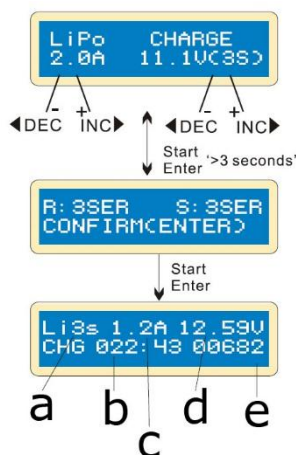 LiPo CHARGE
2.0A 11.1V(3S)
- + - +
◀DEC INC▶ ◀DEC INC▶
Start
Enter '>3 seconds'
R:3SER S:3SER
CONFIRM(ENTER)
Start
Enter
Li3s 1.2A 12.59V
CHG 022:43 00682
a b c d e